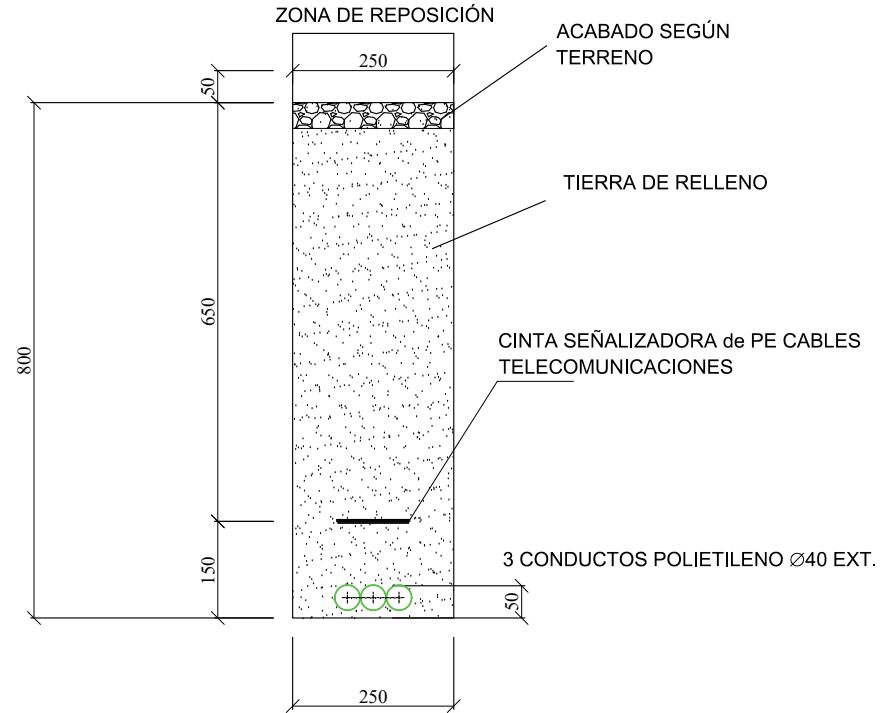 ZONA DE REPOSICIÓN
ACABADO SEGÚN
TERRENO
250
50
TIERRA DE RELLENO
650
800
CINTA SEÑALIZADORA de PE CABLES
TELECOMUNICACIONES
150
3 CONDUCTOS POLIETILENO Ø40 EXT.
50
250